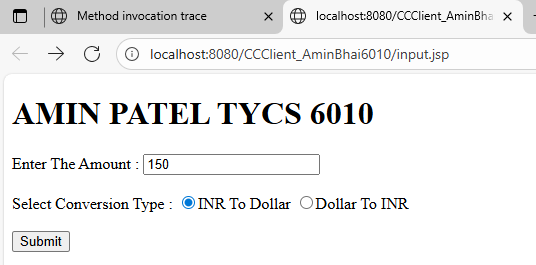 Method invocation trace
localhost:8080/CCClient_AminBha
localhost:8080/CCClient_AminBhai6010/input.jsp
AMIN PATEL TYCS 6010
Enter The Amount : 150
Select Conversion Type : INR To Dollar Dollar To INR
Submit